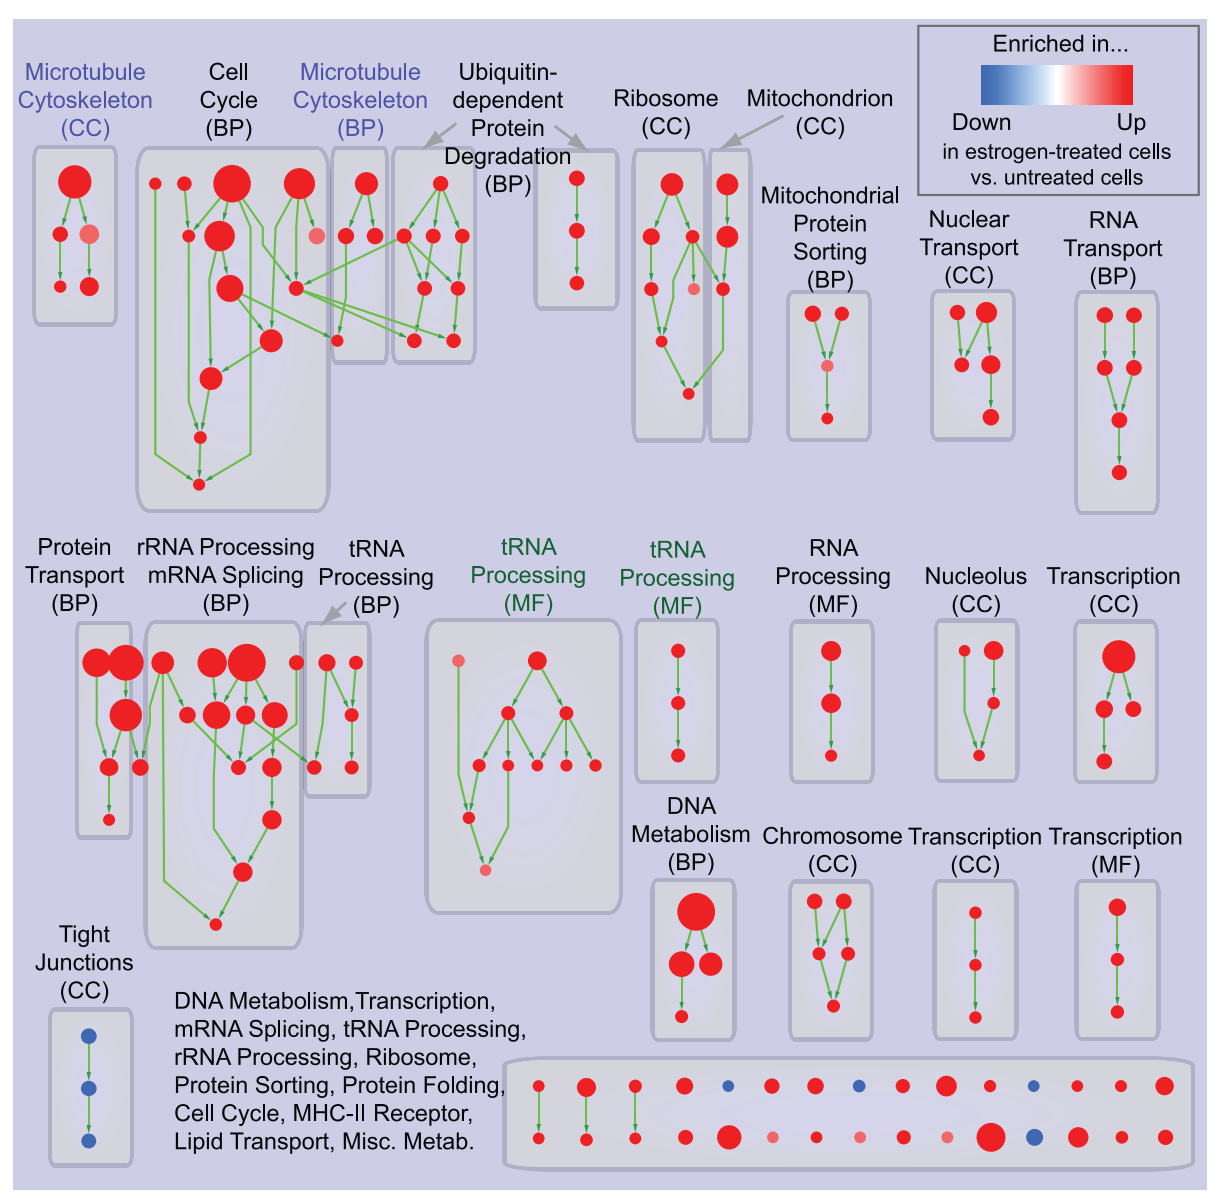 Enriched in...
Down Up
in estrogen-treated cells
vs. untreated cells
Microtubule
Cytoskeleton
(CC)
Cell
Cycle
(BP)
Microtubule
Cytoskeleton
(BP)
Ubiquitin-
dependent
Protein
Degradation
(BP)
Ribosome
(CC)
Mitochondrion
(CC)
Mitochondrial
Protein
Sorting
(BP)
Nuclear
Transport
(CC)
RNA
Transport
(BP)
Protein
Transport
(BP)
rRNA Processing
mRNA Splicing
(BP)
tRNA
Processing
(BP)
tRNA
Processing
(MF)
tRNA
Processing
(MF)
RNA
Processing
(MF)
Nucleolus
(CC)
Transcription
(CC)
DNA
Metabolism
(BP)
Chromosome
(CC)
Transcription
(CC)
Transcription
(MF)
Tight
Junctions
(CC)
DNA Metabolism,Transcription,
mRNA Splicing, tRNA Processing,
rRNA Processing, Ribosome,
Protein Sorting, Protein Folding,
Cell Cycle, MHC-II Receptor,
Lipid Transport, Misc. Metab.